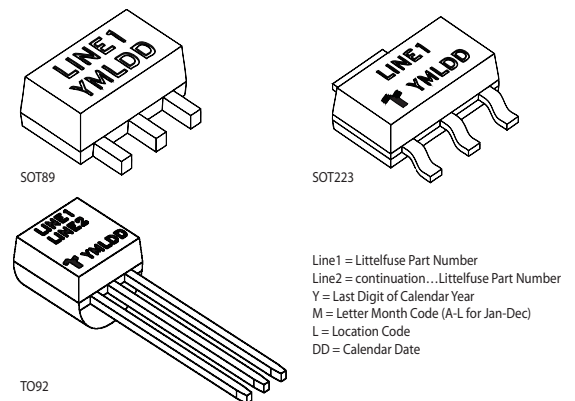 LINE1
YMLDD
SOT89
LINE1
YMLDD
SOT223
LINE1
LINE2
YMLDD
TO92
Line1 = Littelfuse Part Number
Line2 = continuation…Littelfuse Part Number
Y = Last Digit of Calendar Year
M = Letter Month Code (A-L for Jan-Dec)
L = Location Code
DD = Calendar Date